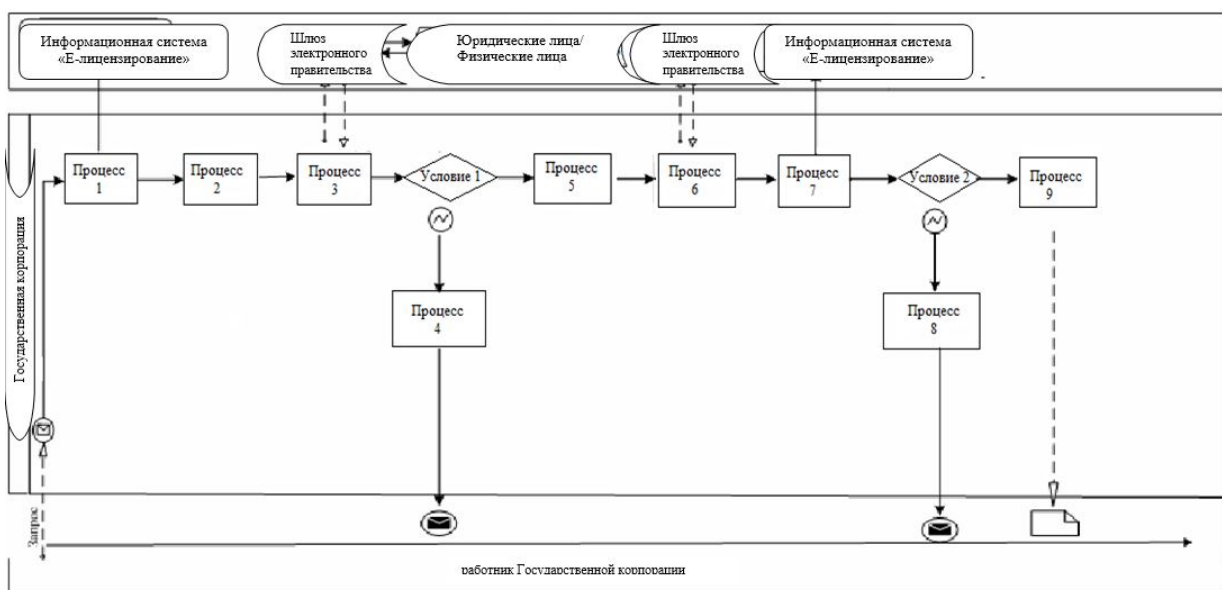 Информационная система
«Е-лицензирование»
Шлюз
электронного
правительства
Юридические лица/
Физические лица
Шлюз
электронного
правительства
Информационная система
«Е-лицензирование»
Государственная корпорация
Процесс
1
Процесс
2
Процесс
3
Условие 1
Процесс
5
Процесс
6
Процесс
7
Условие 2
Процесс
9
Процесс
4
Процесс
8
Запрос
работник Государственной корпорации